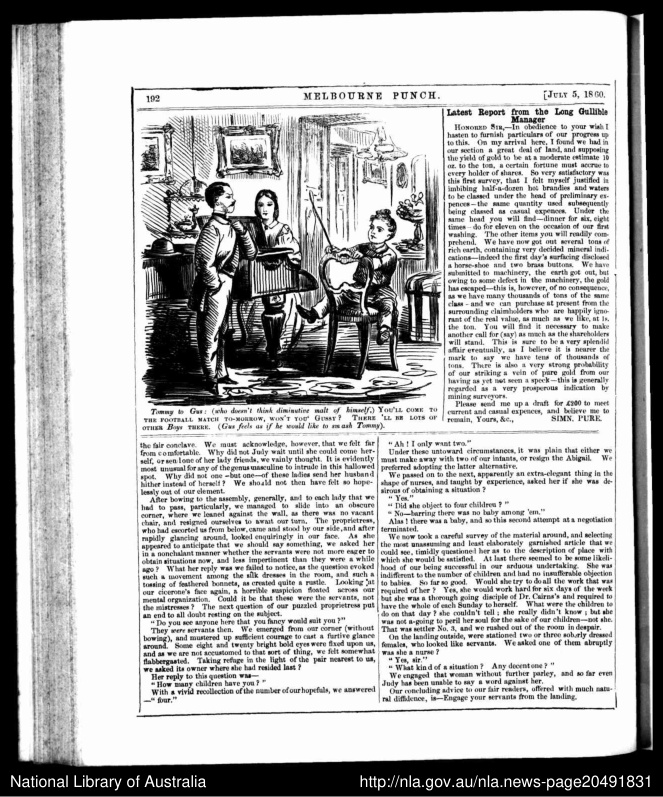 192
MELBOURNE PUNCH.
[JULY 5, 1860.
Tommy to Gus: (who doesn't think diminutive malt of himself,) YOU'LL COME TO
THE FOOTBALL MATCH TO-MORROW, WON'T YOU' GUSSY? THERE 'LL BE LOTS OF
OTHER BOYS THERE. (Gus feels as if he would like to smash Tommy).
Latest Report from the Long Gullible
Manager
HONORED SIR,—In obedience to your wish I
hasten to furnish particulars of our progress up
to this. On my arrival here, I found we had in
our section a great deal of land, and supposing
the yield of gold to be at a moderate estimate 10
oz. to the ton, a certain fortune must accrue to
every holder of shares. So very satisfactory was
this first survey, that I felt myself justified in
imbibing half-a-dozen hot brandies and waters
to be classed under the head of preliminary ex-
pences—the same quantity used subsequently
being classed as casual expences. Under the
same head you will find—dinner for six, eight
times—do for eleven on the occasion of our first
washing. The other items you will readily com-
prehend. We have now got out several tons of
rich earth, containing very decided mineral indi-
cations—indeed the first day's surfacing disclosed
a horse-shoe and two brass buttons. We have
submitted to machinery, the earth got out, but
owing to some defect in the machinery, the gold
has escaped—this is, however, of no consequence,
as we have many thousands of tons of the same
class - and we can purchase at present from the
surrounding claimholders who are happily igno-
rant of the real value, as much as we like, at 1s.
the ton. You will find it necessary to make
another call for (say) as much as the shareholders
will stand. This is sure to be a very splendid
affair eventually, as I believe it is nearer the
mark to say we have tens of thousands of
tons. There is also a very strong probability
of our striking a vein of pure gold from our
having as yet not seen a speck—this is generally
regarded as a very prosperous indication by
mining surveyors.
Please send me up a draft for £200 to meet
current and casual expences, and believe me to
remain, Yours, &c., SIMN. PURE.
the fair conclave. We must acknowledge, however, that we felt far
from comfortable. Why did not Judy wait until she could come her-
self, or send one of her lady friends, we vainly thought. It is evidently
most unusual for any of the genus masculine to intrude in this hallowed
spot. Why did not one—but one—of these ladies send her husband
hither instead of herself? We should not then have felt so hope-
lessly out of our element.
After bowing to the assembly, generally, and to each lady that we
had to pass, particularly, we managed to slide into an obscure
corner, where we leaned against the wall, as there was no vacant
chair, and resigned ourselves to await our turn. The proprietress,
who had escorted us from below, came and stood by our side, and after
rapidly glancing around, looked enquiringly in our face. As she
appeared to anticipate that we should say something, we asked her
in a nonchalant manner whether the servants were not more eager to
obtain situations now, and less impertinent than they were a while
ago? What her reply was we failed to notice, as the question evoked
such a movement among the silk dresses in the room, and such a
tossing of feathered bonnets, as created quite a rustle. Looking at
our cicerone's face again, a horrible suspicion floated across our
mental organization. Could it be that these were the servants, not
the mistresses? The next question of our puzzled proprietress put
an end to all doubt resting on the subject.
"Do you see anyone here that you fancy would suit you?"
They were servants then. We emerged from our corner (without
bowing), and mustered up sufficient courage to cast a furtive glance
around. Some eight and twenty bright bold eyes were fixed upon us,
and as we are not accustomed to that sort of thing, we felt somewhat
flabbergasted. Taking refuge in the light of the pair nearest to us,
we asked its owner where she had resided last?
Her reply to this question was—
"How many children have you?"
With a vivid recollection of the number of our hopefuls, we answered
—"four."
"Ah! I only want two."
Under these untoward circumstances, it was plain that either we
must make away with two of our infants, or resign the Abigail. We
preferred adopting the latter alternative.
We passed on to the next, apparently an extra-elegant thing in the
shape of nurses, and taught by experience, asked her if she was de-
sirous of obtaining a situation?
"Yes."
"Did she object to four children?"
"No—barring there was no baby among 'em."
Alas! there was a baby, and so this second attempt at a negotiation
terminated.
We now took a careful survey of the material around, and selecting
the most unassuming and least elaborately garnished article that we
could see, timidly questioned her as to the description of place with
which she would be satisfied. At last there seemed to be some likeli-
hood of our being successful in our arduous undertaking. She was
indifferent to the number of children and had no insufferable objection
to babies. So far so good. Would she try to do all the work that was
required of her? Yes, she would work hard for six days of the week
but she was a thorough going disciple of Dr. Cairns's and required to
have the whole of each Sunday to herself. What were the children to
do on that day? she couldn't tell; she really didn't know; but she
was not a-going to peril her soul for the sake of our children—not she.
That was settler No. 3, and we rushed out of the room in despair.
On the landing outside, were stationed two or three soberly dressed
females, who looked like servants. We asked one of them abruptly
was she a nurse?
"Yes, sir."
"What kind of a situation? Any docent one?"
We engaged that woman without further parley, and so far even
Judy has been unable to say a word against her.
Our concluding advice to our fair readers, offered with much natu-
ral diffidence, is—Engage your servants from the landing.
National Library of Australia
http://nla.gov.au/nla.news-page20491831